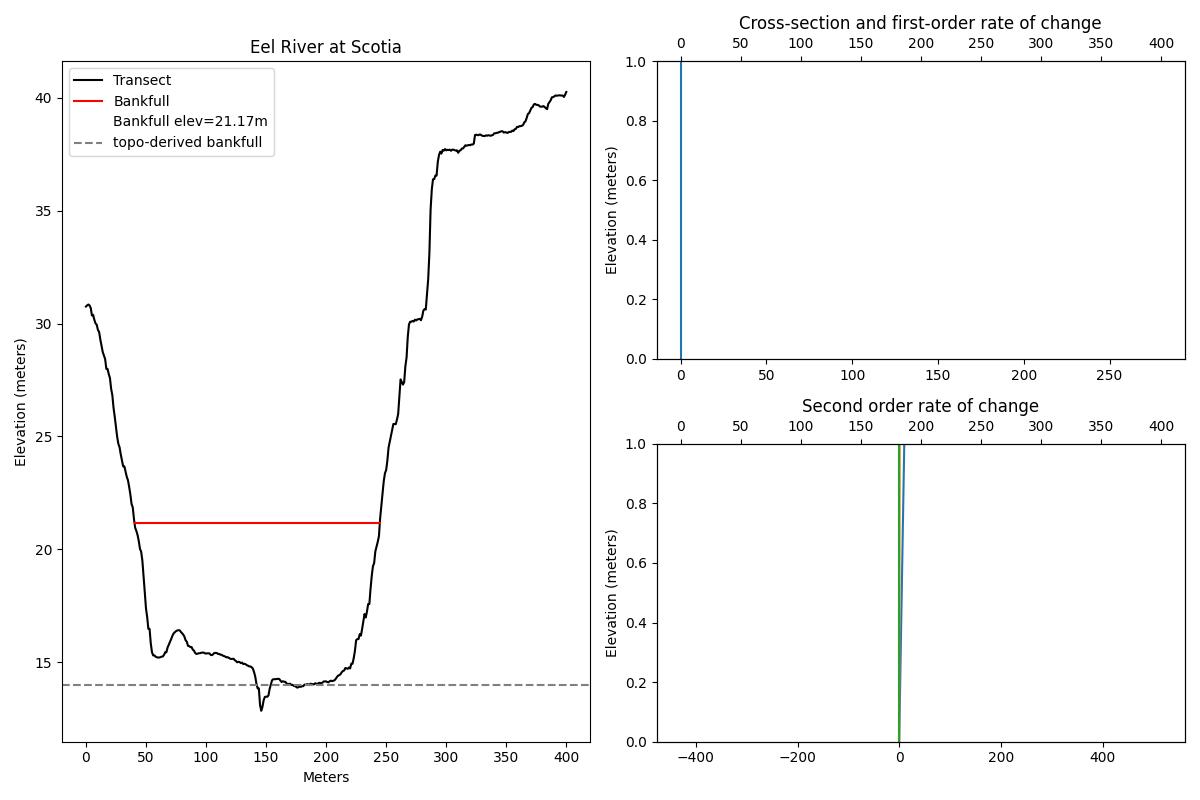 Eel River at Scotia
Transect
Bankfull
Bankfull elev=21.17m
topo-derived bankfull
40
35
30
25
20
15
Elevation (meters)
0 50 100 150 200 250 300 350 400
Meters
Cross-section and first-order rate of change
0 50 100 150 200 250 300 350 400
1.0
0.8
0.6
0.4
0.2
0.0
Elevation (meters)
0 50 100 150 200 250
Second order rate of change
0 50 100 150 200 250 300 350 400
1.0
0.8
0.6
0.4
0.2
0.0
Elevation (meters)
−400 −200 0 200 400